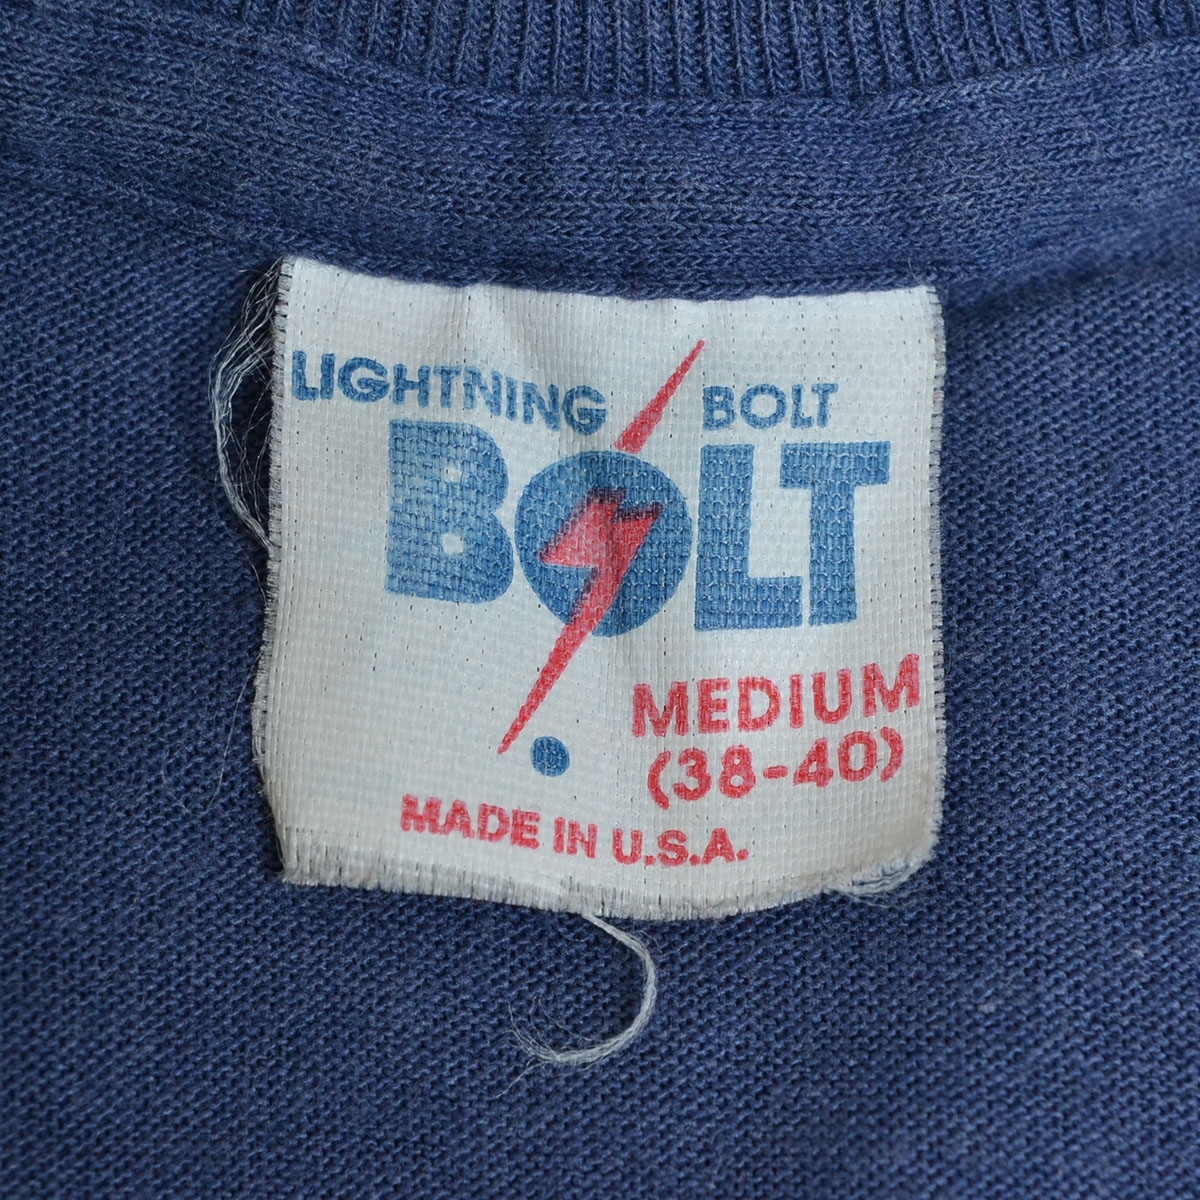 LIGHTNING BOLT
BOLT
MEDIUM
(38-40)
MADE IN U.S.A.